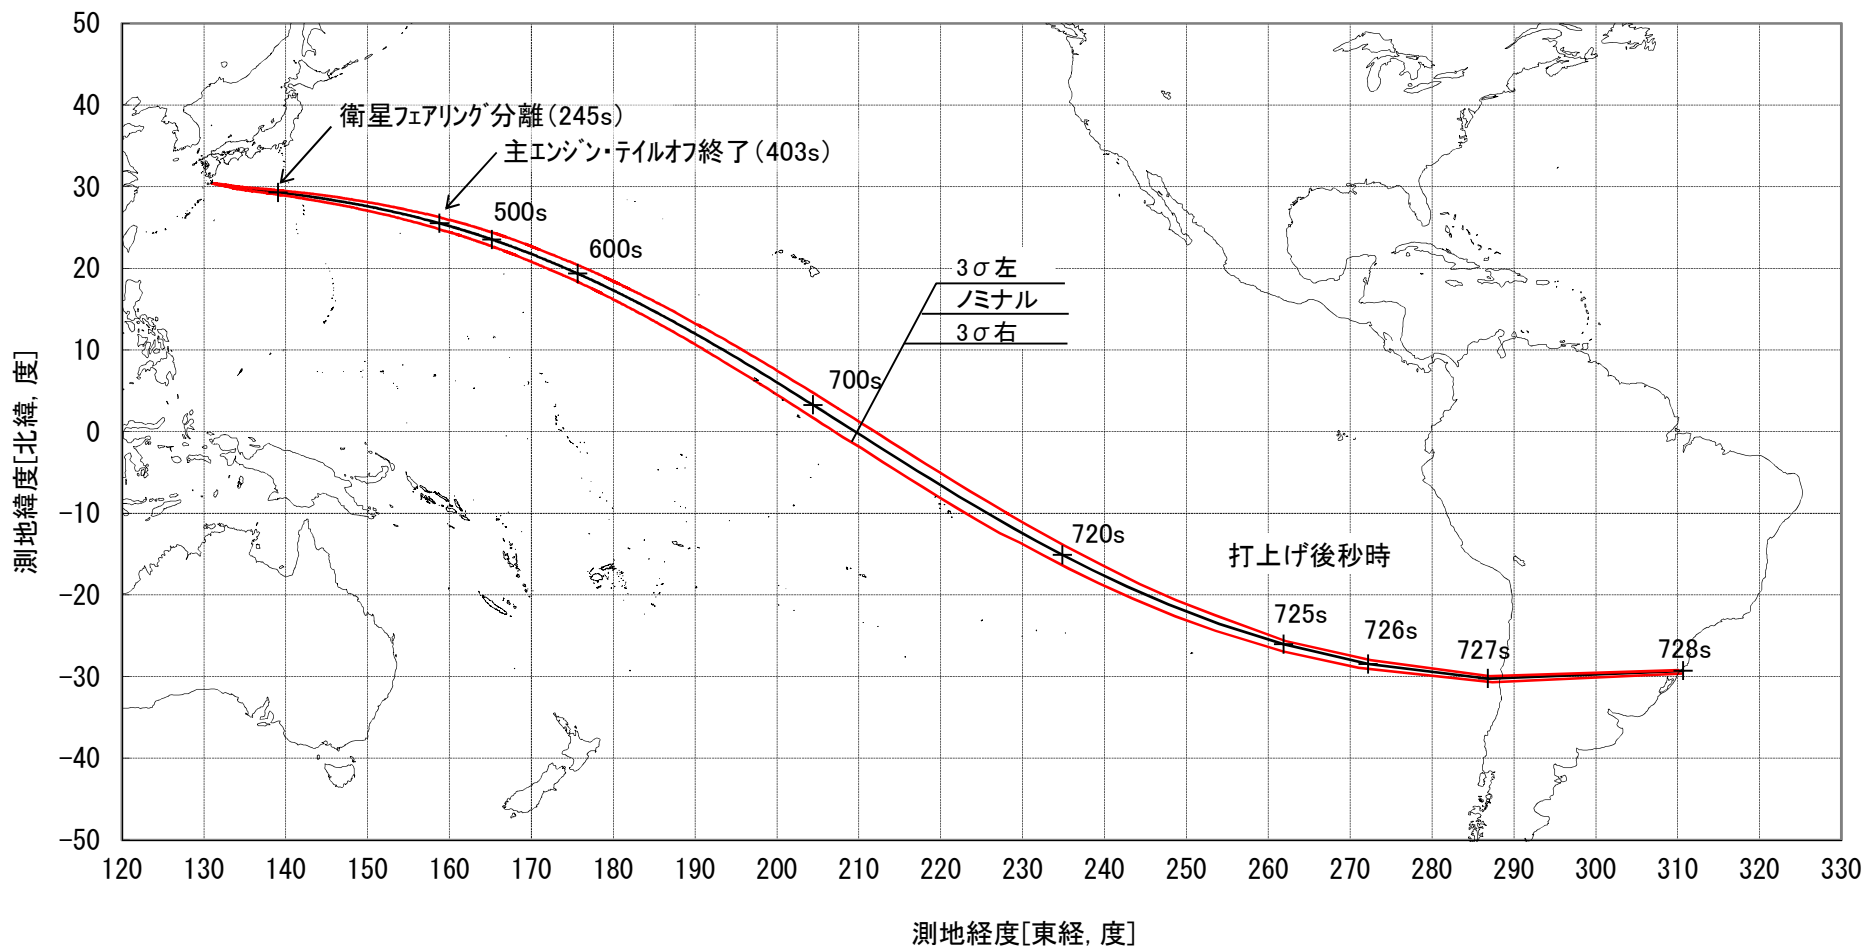 50
40
30
20
10
0
-10
-20
-30
-40
-50
測地緯度[北緯, 度]
衛星ﾌｪｱﾘﾝｸﾞ分離(245s)
主ｴﾝｼﾞﾝ･ﾃｲﾙｵﾌ終了(403s)
500s
600s
3σ左
ノミナル
3σ右
700s
720s
打上げ後秒時
725s
726s
727s
728s
120 130 140 150 160 170 180 190 200 210 220 230 240 250 260 270 280 290 300 310 320 330
測地経度[東経, 度]